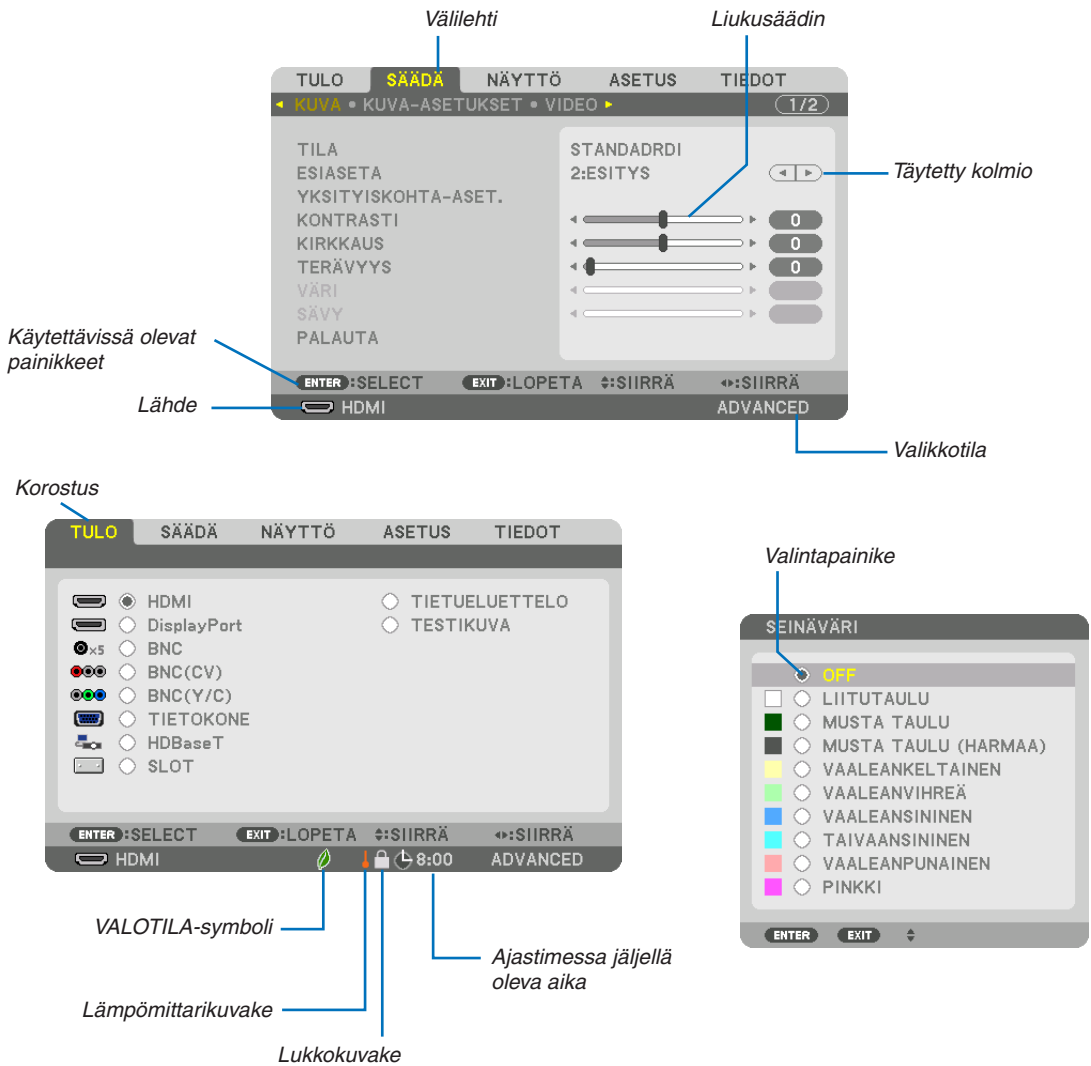 Välilehti
Liukusäädin
TULO SÄÄDÄ NÄYTTÖ ASETUS TIEDOT
KUVA • KUVA-ASETUKSET • VIDEO 1/2
TILA STANDADRDI
ESIASETA 2:ESITYS
Täytetty kolmio
YKSITYISKOHTA-ASET.
KONTRASTI 0
KIRKKAUS 0
TERÄVYYS 0
VÄRI
SÄVY
PALAUTA
Käytettävissä olevat
painikkeet
ENTER :SELECT EXIT :LOPETA :SIIRRÄ :SIIRRÄ
Lähde
HDMI ADVANCED
Valikkotila
Korostus
TULO SÄÄDÄ NÄYTTÖ ASETUS TIEDOT
HDMI TIETUELUETTELO
DisplayPort TESTIKUVA
x5 BNC
BNC(CV)
BNC(Y/C)
TIETOKONE
HDBaseT
SLOT
ENTER :SELECT EXIT :LOPETA :SIIRRÄ :SIIRRÄ
HDMI 8:00 ADVANCED
VALOTILA-symboli
Ajastimessa jäljellä
oleva aika
Lämpömittarikuvake
Lukkokuvake
Valintapainike
SEINÄVÄRI
OFF
LIITUTAULU
MUSTA TAULU
MUSTA TAULU (HARMAA)
VAALEANKELTAINEN
VAALEANVIHREÄ
VAALEANSININEN
TAIVAANSININEN
VAALEANPUNAINEN
PINKKI
ENTER EXIT